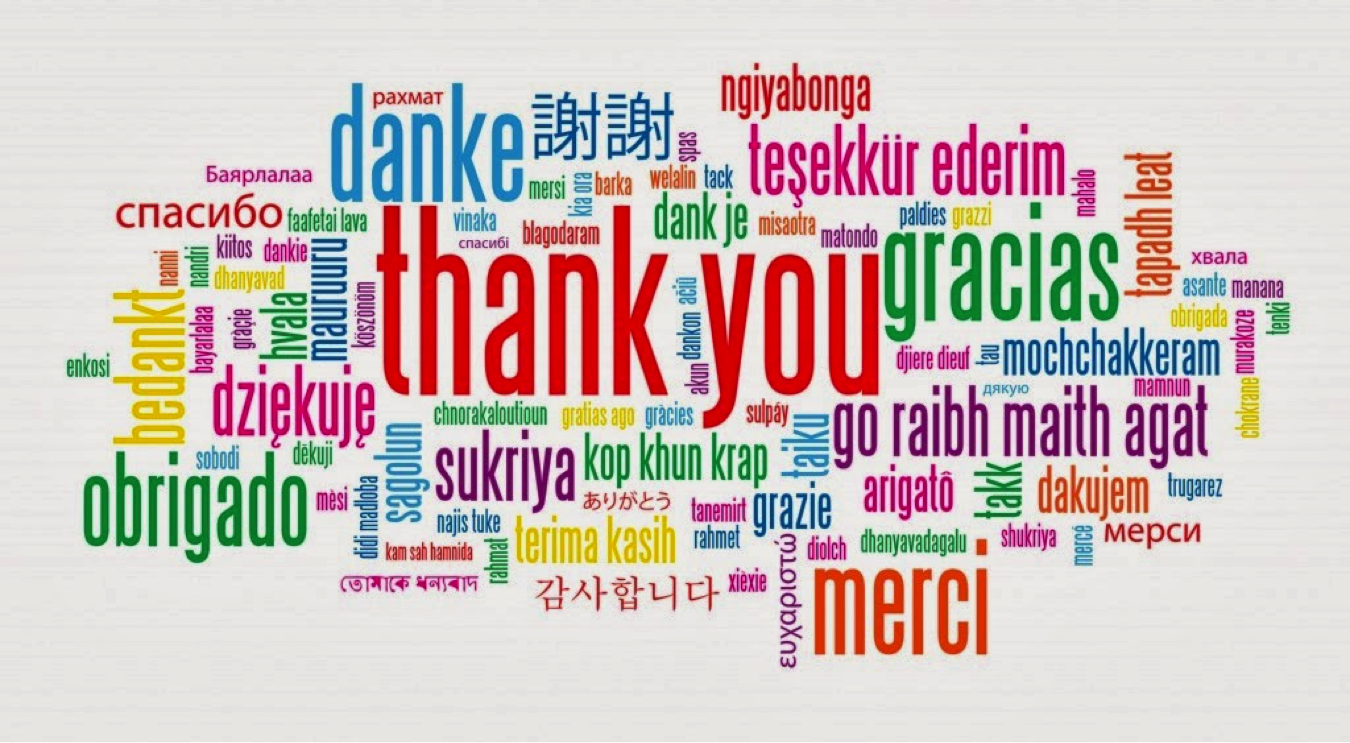 ngiyabonga
рахмат
danke
謝謝
spas
teşekkür ederim
mahalo
tapadh leat
Баярлалаа
mersi
kia ora
barka
welalin
tack
спасибо
faafetai lava
vinaka
спасибі
blagodaram
dank je
misaotra
matondo
paldies
grazzi
gracias
nanni
nandri
kiitos
dankie
mauruuru
dhanyavad
köszönöm
thank you
dankon
aciū
akun
хвала
asante
manana
obrigada
tenki
murakoze
chokrane
enkosi
bedankt
bayarlalaa
gràçie
hvala
dziękuję
djiere dieuf
tau
mochchakkeram
дякую
mamnun
chnorakaloutioun
gratias ago
gràcies
sulpáy
taiku
go raibh maith agat
sobodi
děkuji
sagolun
sukriya
kop khun krap
obrigado
mèsi
didi madloba
najis tuke
ありがとう
tanemirt
grazie
arigatô
takk
dakujem
trugarez
kam sah hamnida
rahmat
terima kasih
rahmet
ευχαριστώ
diolch
dhanyavadagalu
shukriya
mercé
мерси
তোমাকে ধন্যবাদ
감사합니다
xièxie
merci